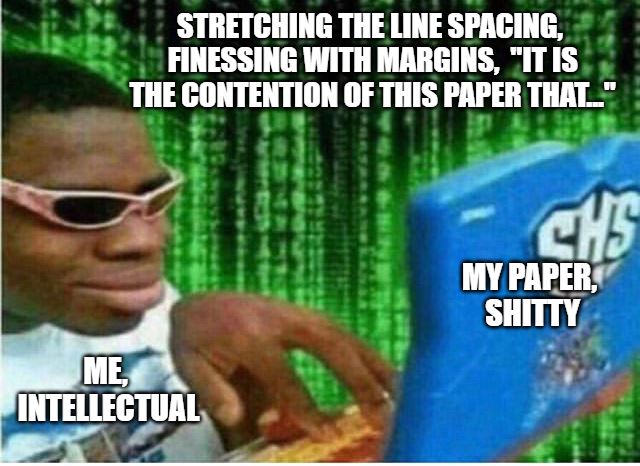 STRETCHING THE LINE SPACING,
FINESSING WITH MARGINS, "IT IS
THE CONTENTION OF THIS PAPER THAT..."
CHS
MY PAPER,
SHITTY
ME,
INTELLECTUAL